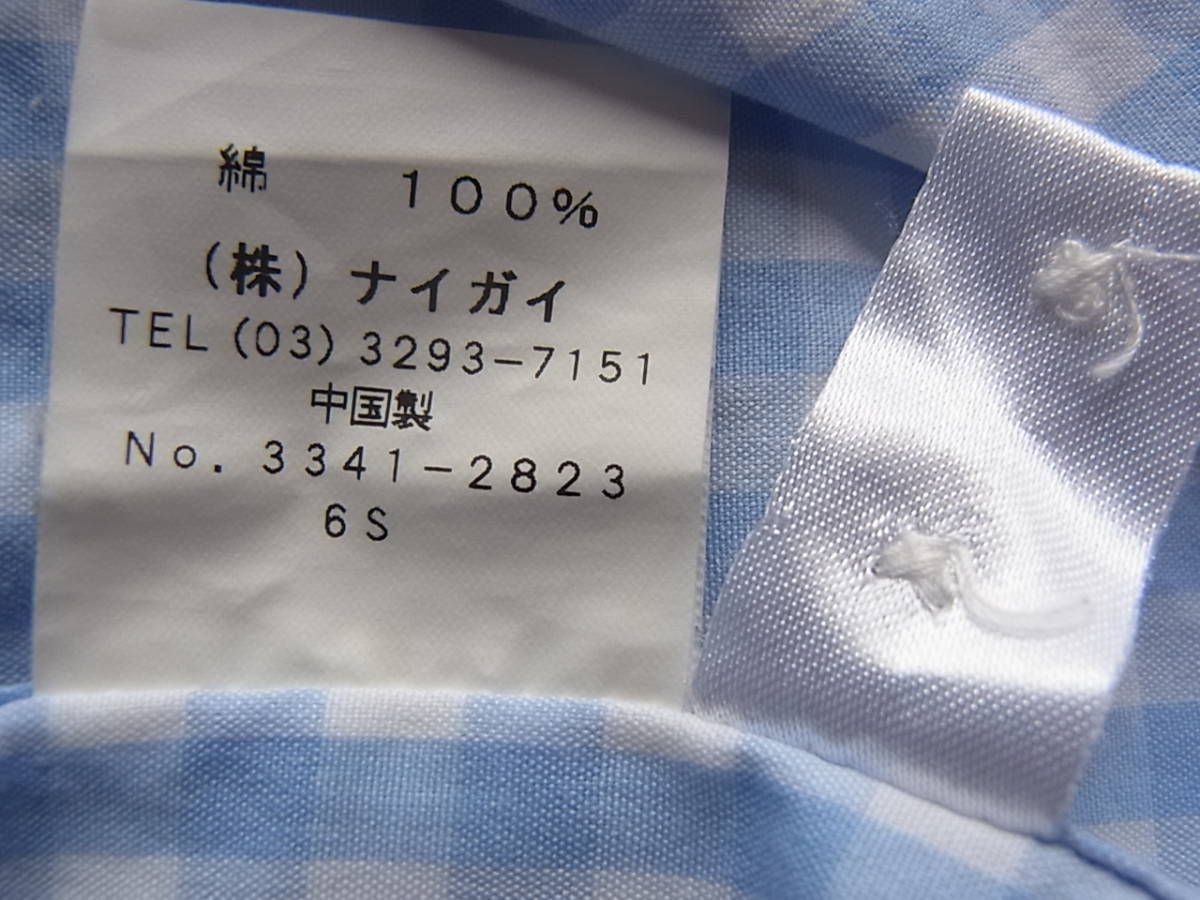 綿　100%
(株) ナイガイ
TEL (03) 3293-7151
中国製
No. 3341-2823
6S